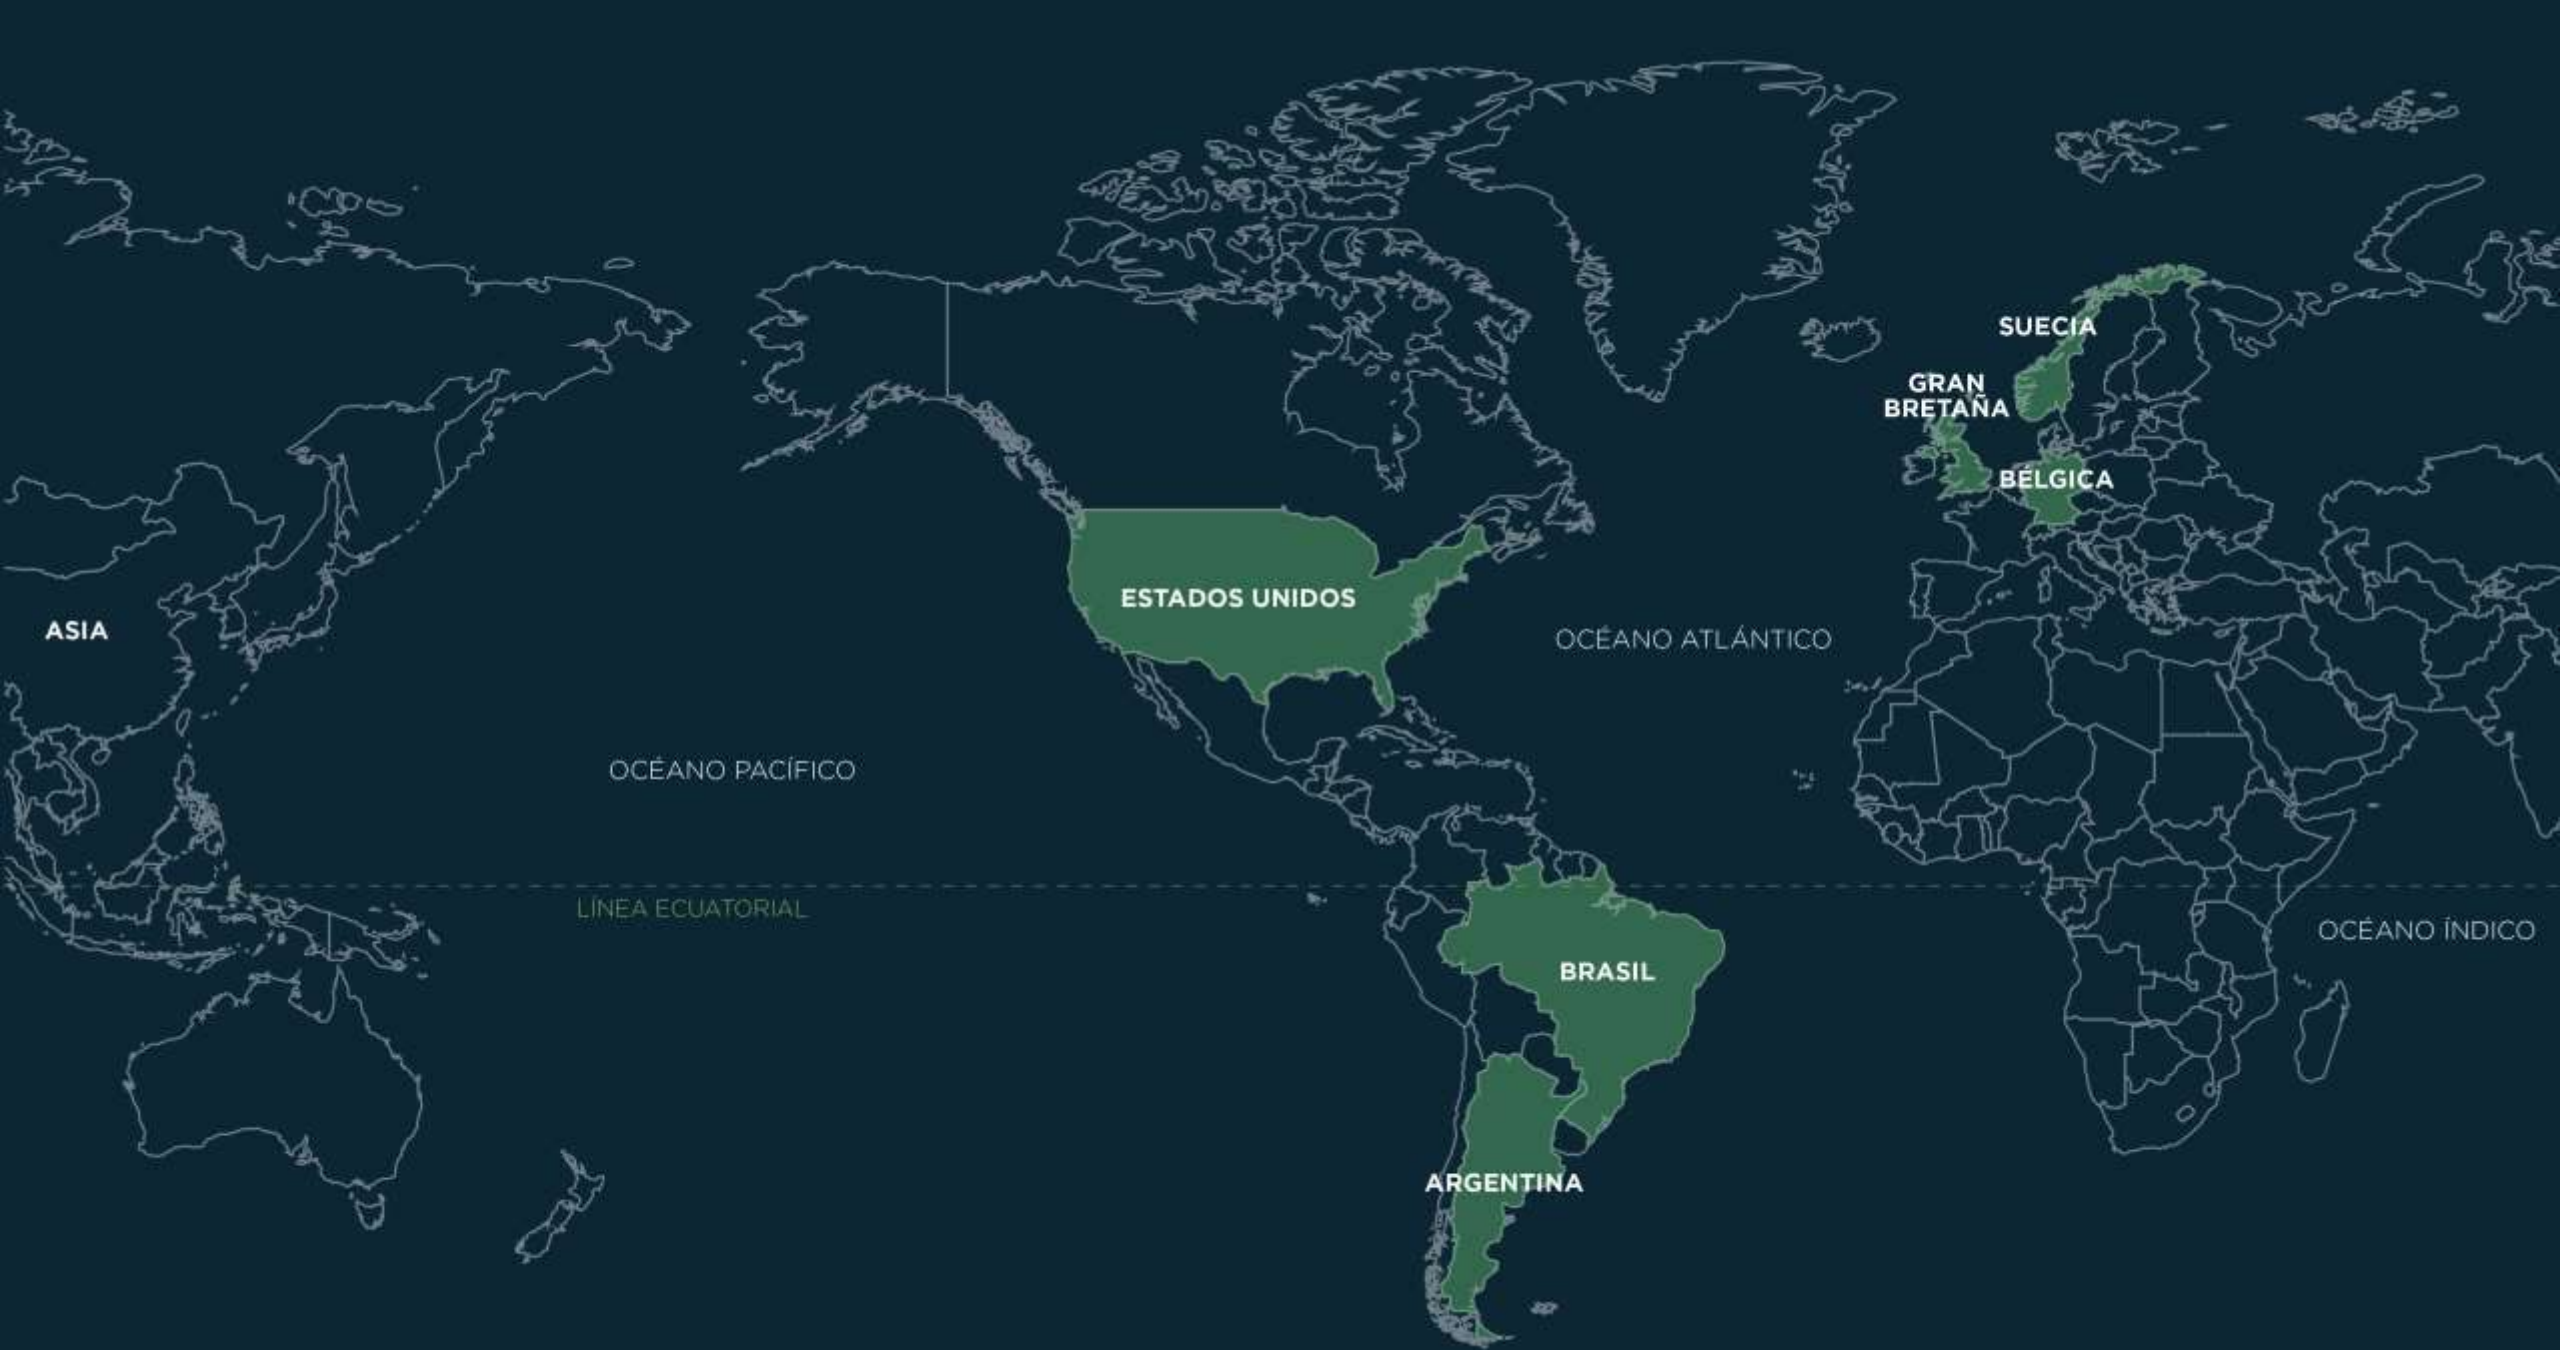 SUECIA
GRAN
BRETAÑA
BÉLGICA
ESTADOS UNIDOS
ASIA
OCÉANO ATLÁNTICO
OCÉANO PACÍFICO
LÍNEA ECUATORIAL
OCÉANO ÍNDICO
BRASIL
ARGENTINA